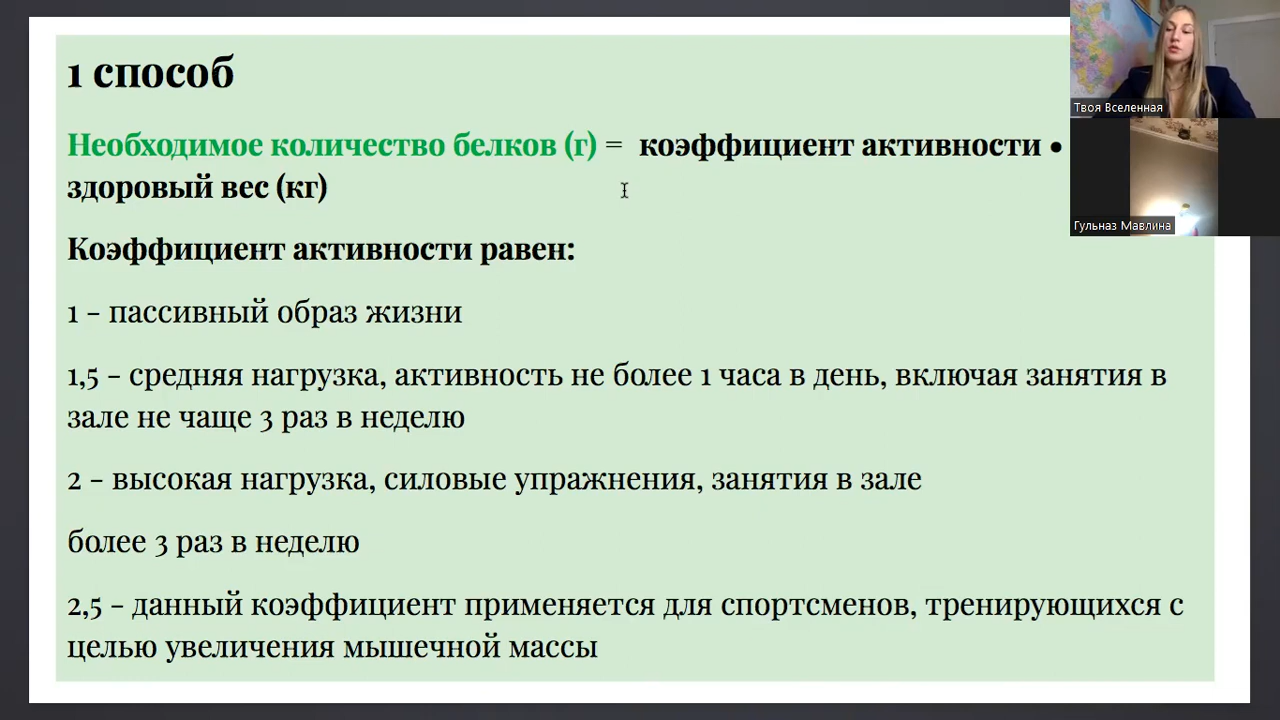 1 способ
Необходимое количество белков (г) = коэффициент активности •
здоровый вес (кг)
Коэффициент активности равен:
1 – пассивный образ жизни
1,5 – средняя нагрузка, активность не более 1 часа в день, включая занятия в
зале не чаще 3 раз в неделю
2 – высокая нагрузка, силовые упражнения, занятия в зале
более 3 раз в неделю
2,5 – данный коэффициент применяется для спортсменов, тренирующихся с
целью увеличения мышечной массы
Твоя Вселенная
Гульназ Мавлина